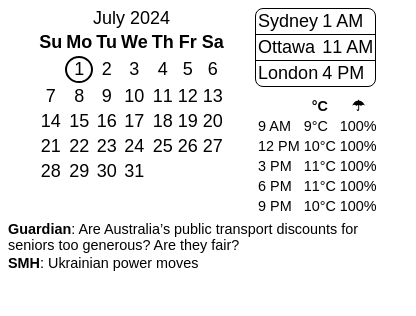 July 2024
Su Mo Tu We Th Fr Sa
1 2 3 4 5 6
7 8 9 10 11 12 13
14 15 16 17 18 19 20
21 22 23 24 25 26 27
28 29 30 31
Sydney 1 AM
Ottawa 11 AM
London 4 PM
°C ☂
9 AM 9°C 100%
12 PM 10°C 100%
3 PM 11°C 100%
6 PM 11°C 100%
9 PM 10°C 100%
Guardian: Are Australia’s public transport discounts for
seniors too generous? Are they fair?
SMH: Ukrainian power moves